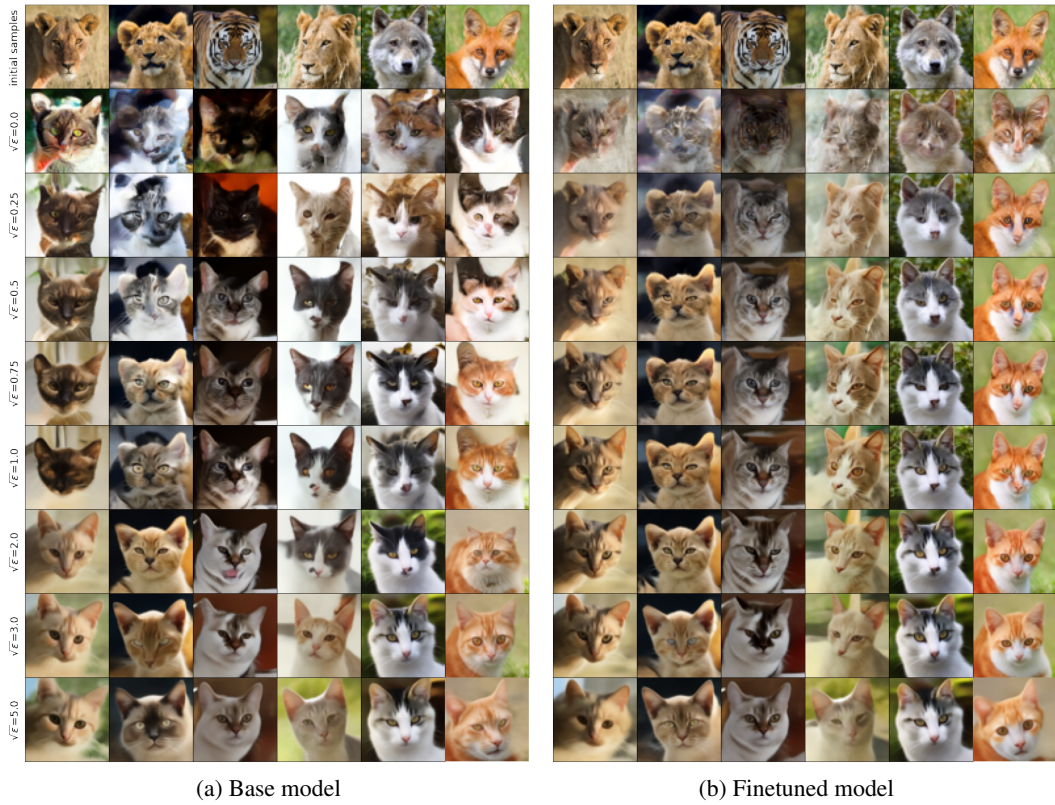 initial samples
√ε=0.0
√ε=0.25
√ε=0.5
√ε=0.75
√ε=1.0
√ε=2.0
√ε=3.0
√ε=5.0
(a) Base model
(b) Finetuned model